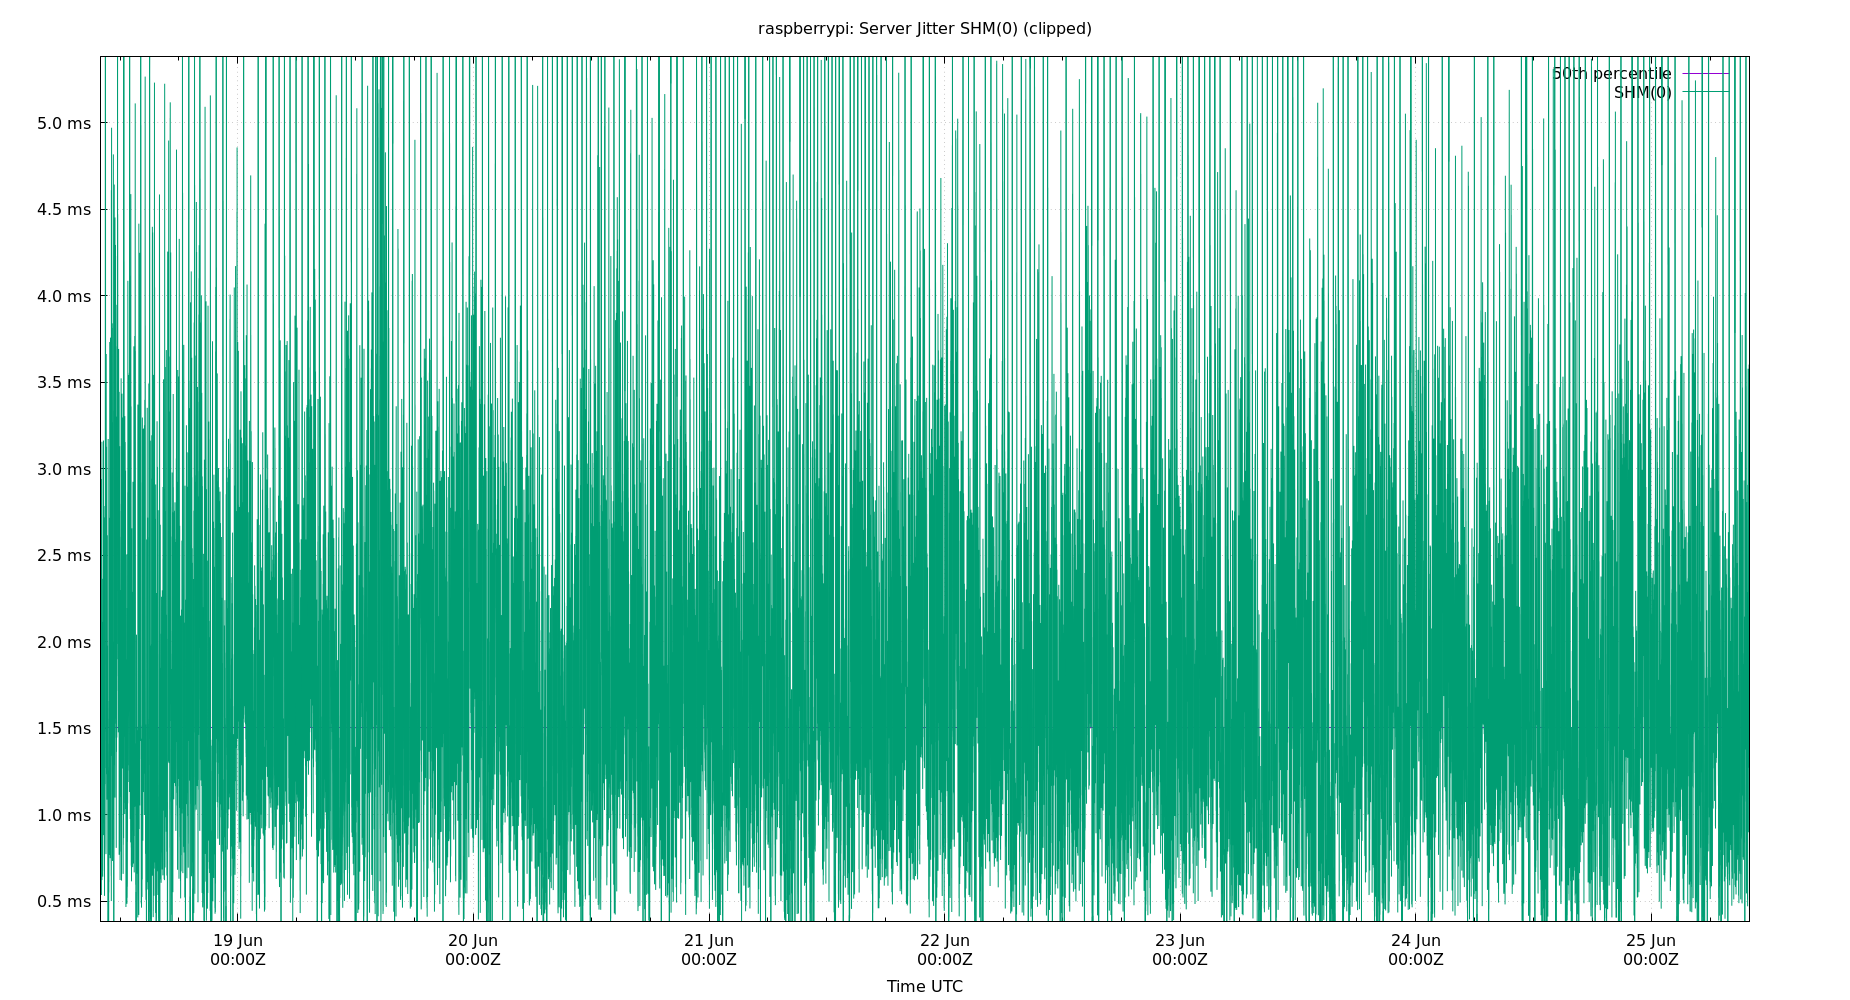 raspberrypi: Server Jitter SHM(0) (clipped)
50th percentile
SHM(0)
5.0 ms
4.5 ms
4.0 ms
3.5 ms
3.0 ms
2.5 ms
2.0 ms
1.5 ms
1.0 ms
0.5 ms
19 Jun 20 Jun 21 Jun 22 Jun 23 Jun 24 Jun 25 Jun
00:00Z 00:00Z 00:00Z 00:00Z 00:00Z 00:00Z 00:00Z
Time UTC